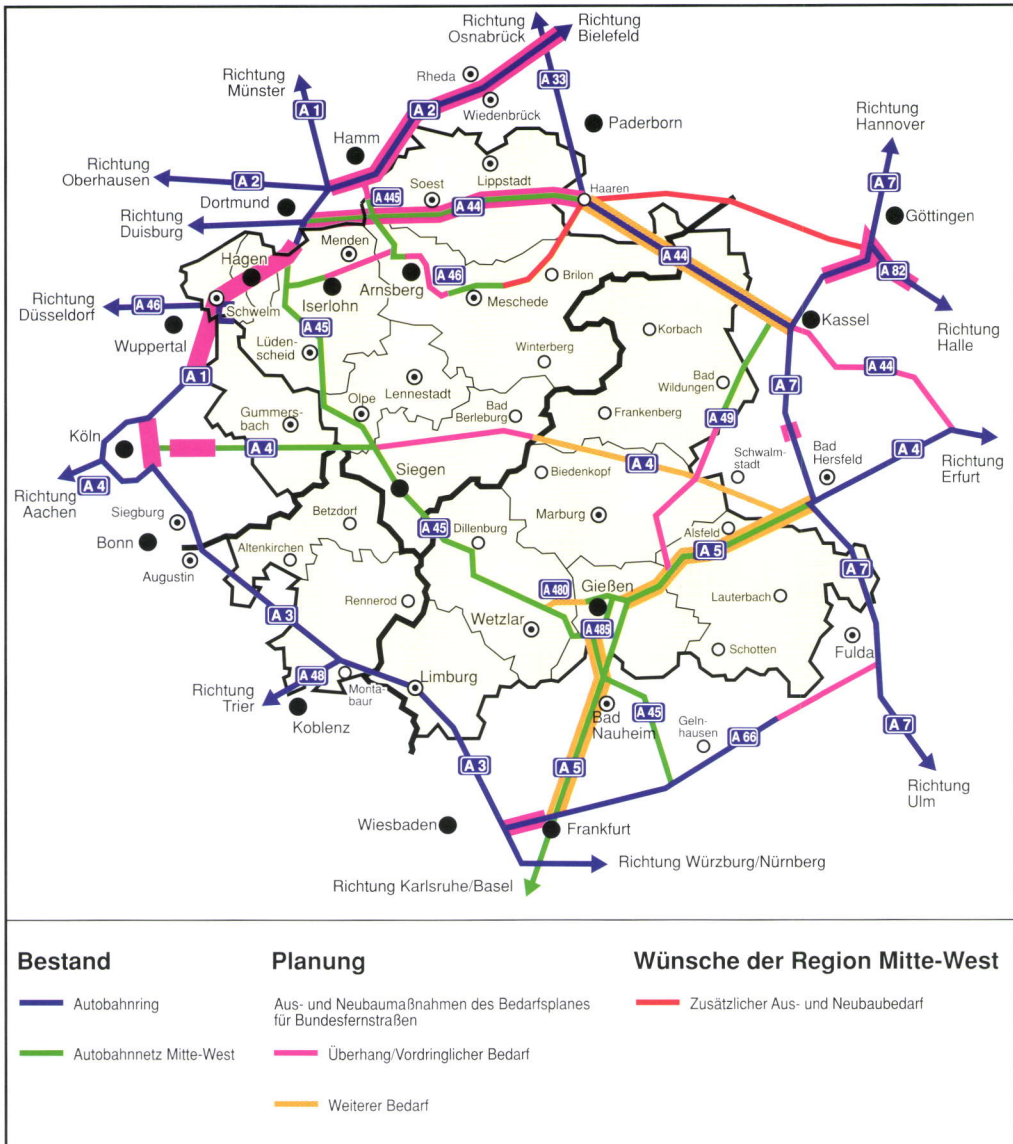 Richtung
Osnabrück
Richtung
Bielefeld
Richtung
Münster
Rheda
A 33
A 1
A 2
Wiedenbrück
Richtung
Hannover
Hamm
Paderborn
Richtung
Oberhausen
A 2
Lippstadt
A 7
Dortmund
A 445
Soest
Haaren
Göttingen
Richtung
Duisburg
A 44
Menden
A 44
A 82
Hagen
A 46
Brilon
Iserlohn
Arnsberg
Meschede
Richtung
Düsseldorf
A 46
Schwelm
Kassel
Richtung
Halle
Wuppertal
A 45
Korbach
Lüden-
scheid
Winterberg
A 44
A 1
Lennestadt
Bad
Wildungen
A 7
Olpe
Bad
Berleburg
Frankenberg
A 49
Gummers-
bach
Köln
A 4
Schwalm-
stadt
Bad
Hersfeld
A 4
A 4
Siegen
Biedenkopf
Richtung
Erfurt
A 4
Richtung
Aachen
Siegburg
Betzdorf
A 45
Dillenburg
Marburg
Alsfeld
Bonn
Altenkirchen
A 5
Augustin
A 7
A 480
Gießen
Rennerod
Lauterbach
A 3
Wetzlar
A 485
Schotten
Fulda
A 48
Limburg
Richtung
Trier
Monta-
baur
Koblenz
Bad
Nauheim
A 45
Geln-
hausen
A 66
A 7
A 3
A 5
Richtung
Ulm
Wiesbaden
Frankfurt
Richtung Würzburg/Nürnberg
Richtung Karlsruhe/Basel
Bestand
Autobahnring
Autobahnnetz Mitte-West
Planung
Aus- und Neubaumaßnahmen des Bedarfsplanes
für Bundesfernstraßen
Überhang/Vordringlicher Bedarf
Weiterer Bedarf
Wünsche der Region Mitte-West
Zusätzlicher Aus- und Neubaubedarf